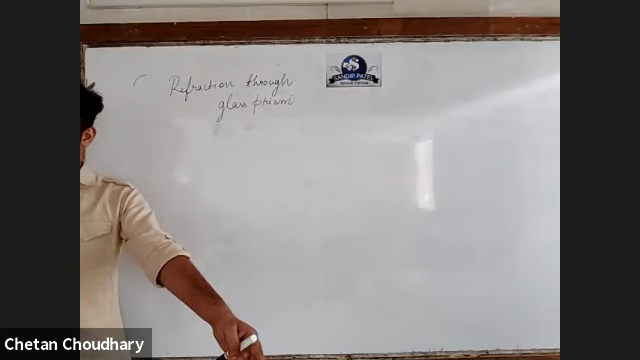 Refraction through
glass prism
SANDIP PATEL
Chetan Choudhary